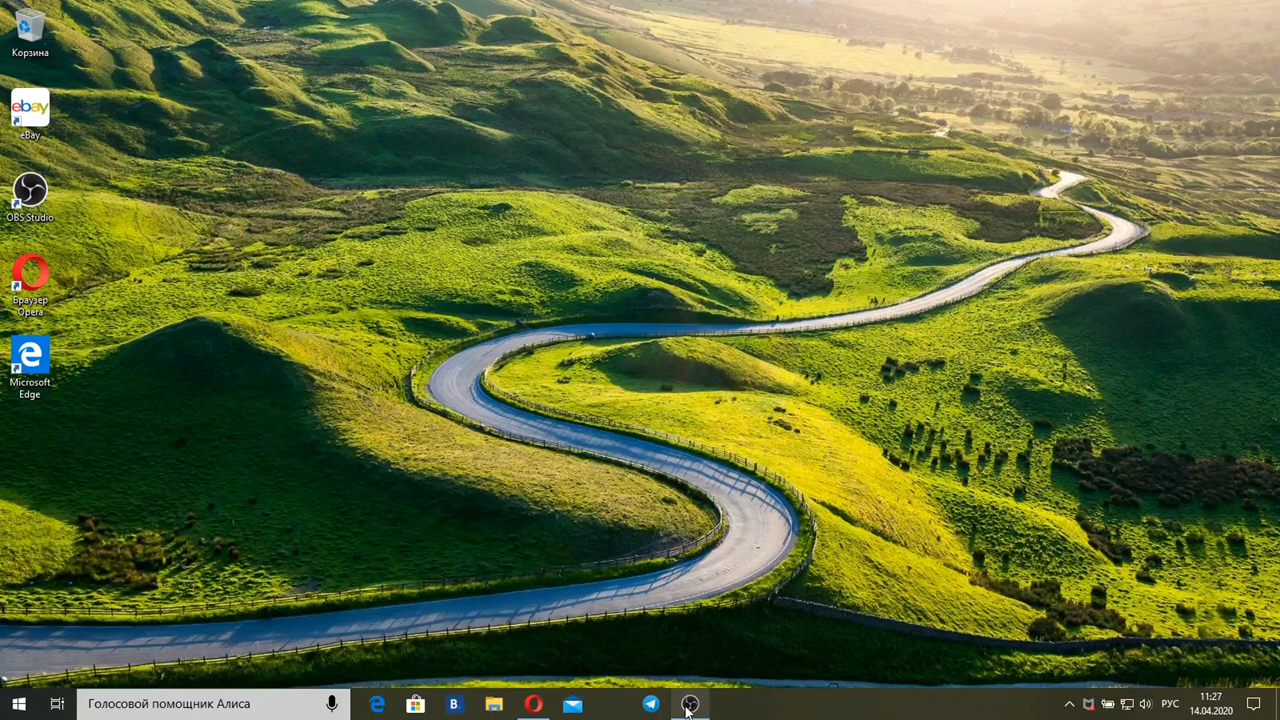 Корзина
ebay
eBay
OBS Studio
Браузер
Opera
Microsoft
Edge
Голосовой помощник Алиса
B
РУС
11:27
14.04.2020